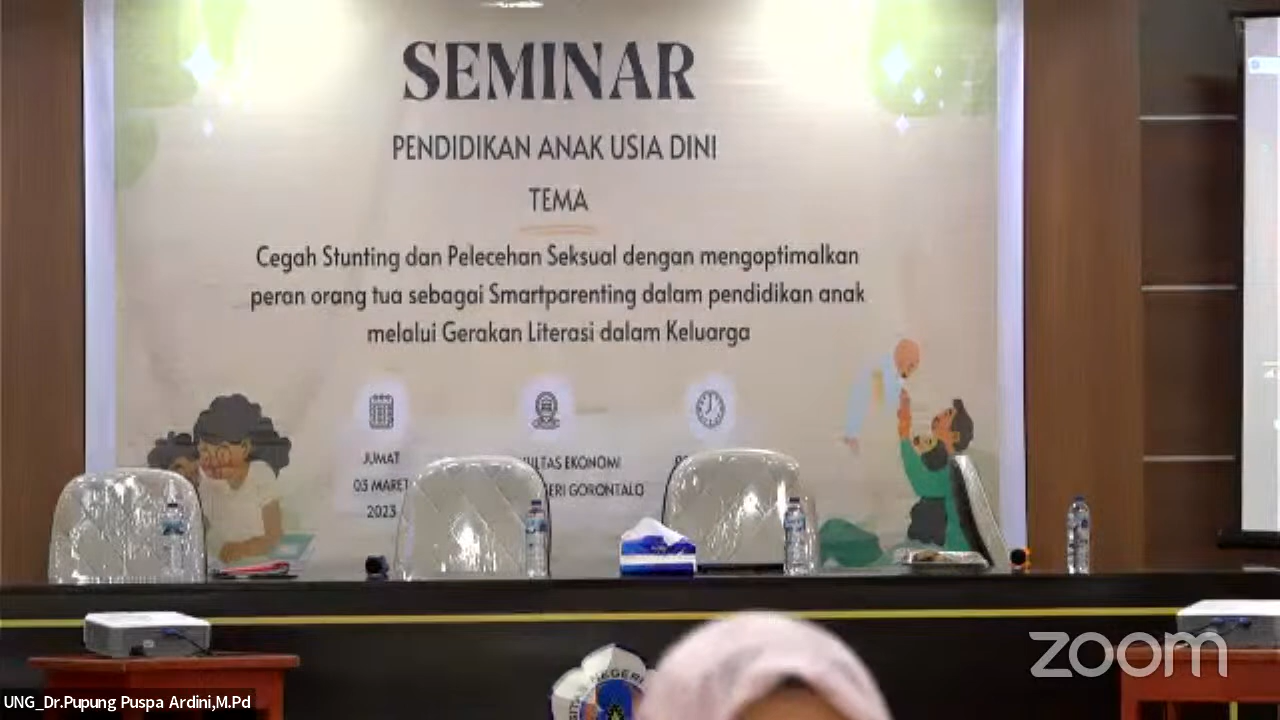 SEMINAR
PENDIDIKAN ANAK USIA DINI
TEMA
Cegah Stunting dan Pelecehan Seksual dengan mengoptimalkan
peran orang tua sebagai Smartparenting dalam pendidikan anak
melalui Gerakan Literasi dalam Keluarga
JUMAT
03 MARET
2023
EKONOMI
GORONTALO
zoom
UNG_Dr.Pupung Puspa Ardini,M.Pd